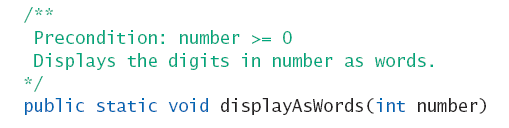 /**
Precondition: number >= 0
Displays the digits in number as words.
*/
public static void displayAsWords(int number)